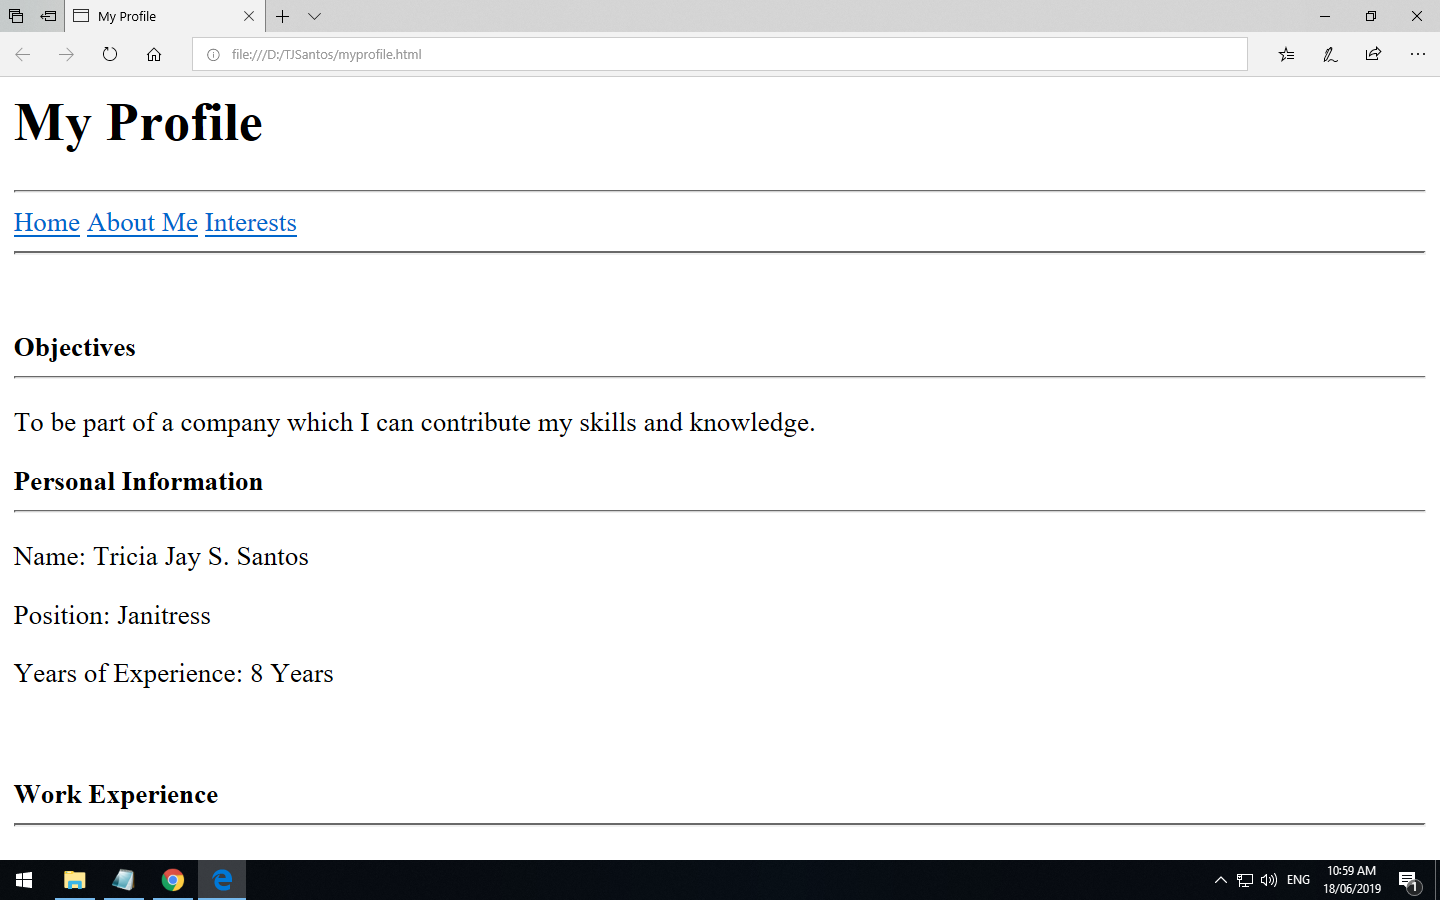 My Profile
file:///D:/TJSantos/myprofile.html
My Profile
Home About Me Interests
Objectives
To be part of a company which I can contribute my skills and knowledge.
Personal Information
Name: Tricia Jay S. Santos
Position: Janitress
Years of Experience: 8 Years
Work Experience
ENG
10:59 AM
18/06/2019
1